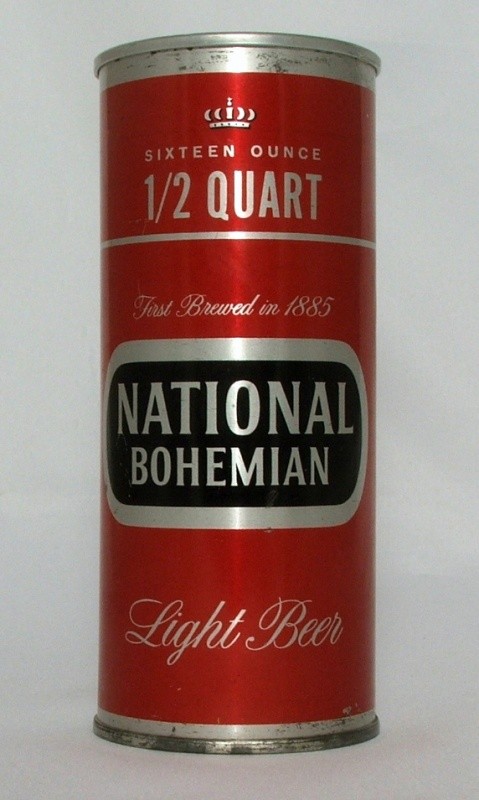 SIXTEEN OUNCE
1/2 QUART
First Brewed in 1885
NATIONAL
BOHEMIAN
Light Beer